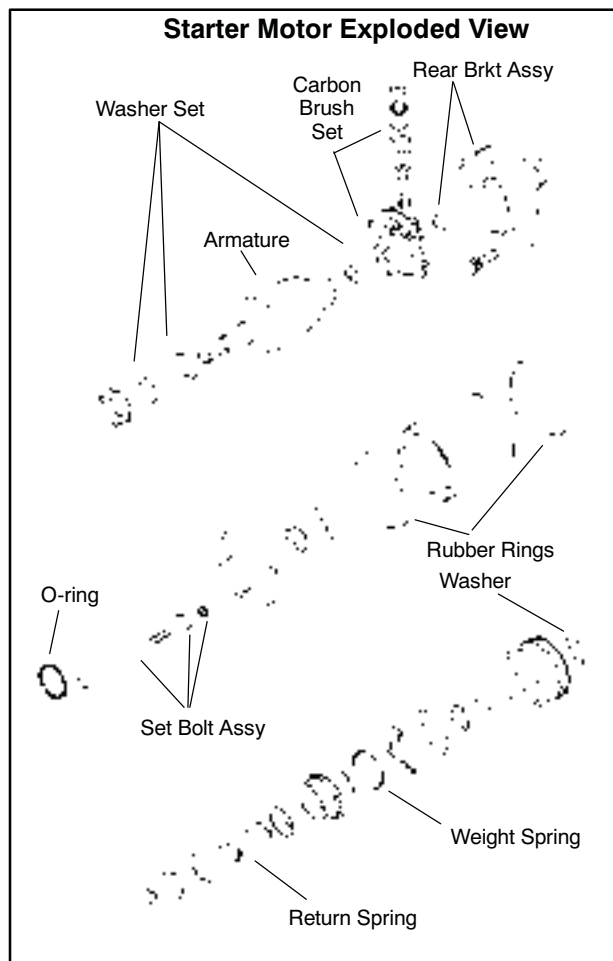 Starter Motor Exploded View
Rear Brkt Assy
Carbon
Brush
Set
Washer Set
Armature
Rubber Rings
Washer
O-ring
Set Bolt Assy
Weight Spring
Return Spring